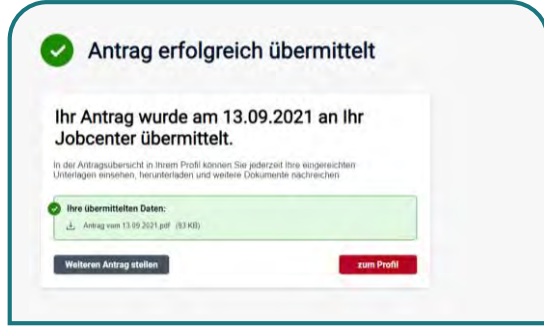 Antrag erfolgreich übermittelt
Ihr Antrag wurde am 13.09.2021 an Ihr
Jobcenter übermittelt.
In der Antragsübersicht in Ihrem Profil können Sie jederzeit Ihre eingereichten
Unterlagen einsehen, herunterladen und weitere Dokumente nachreichen
Ihre übermittelten Daten:
Antrag vom 13.09.2021.pdf (93 KB)
Weiteren Antrag stellen
zum Profil